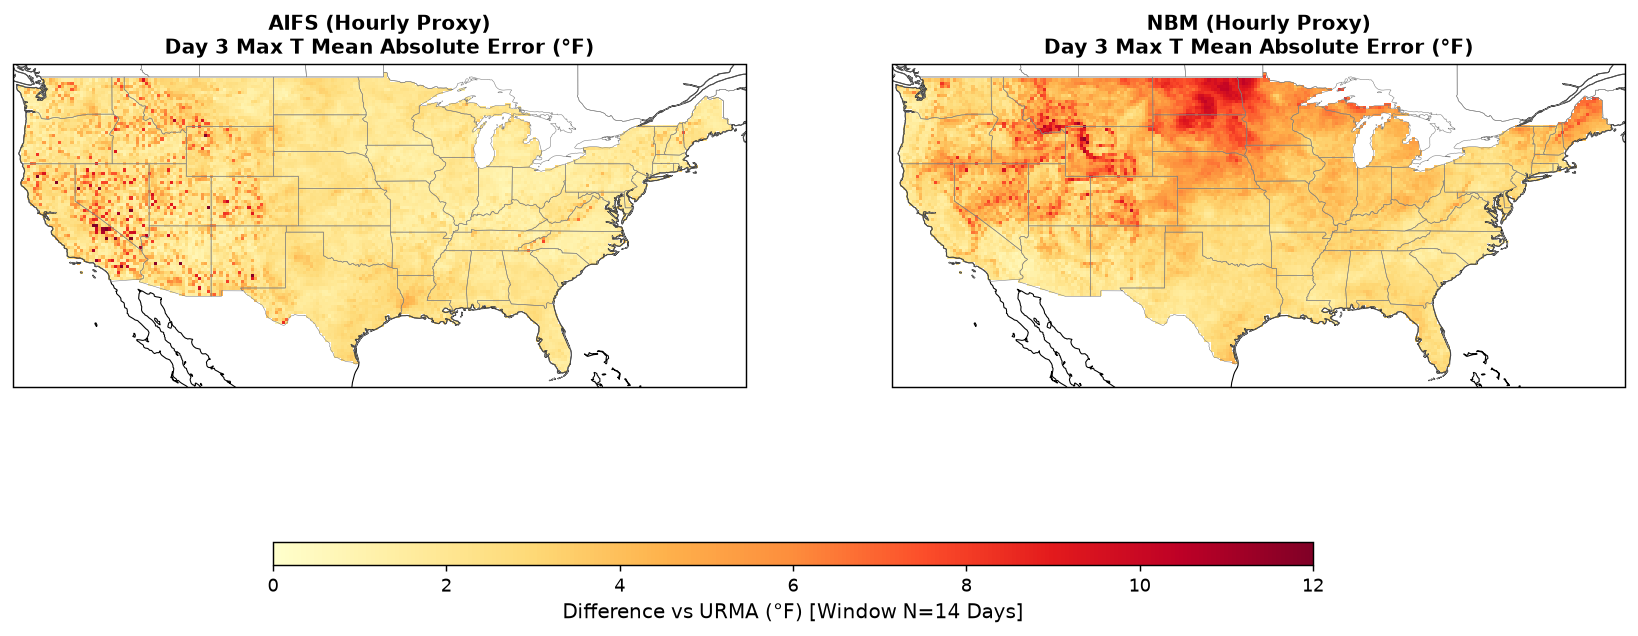 AIFS (Hourly Proxy)
Day 3 Max T Mean Absolute Error (°F)
NBM (Hourly Proxy)
Day 3 Max T Mean Absolute Error (°F)
0 2 4 6 8 10 12
Difference vs URMA (°F) [Window N=14 Days]